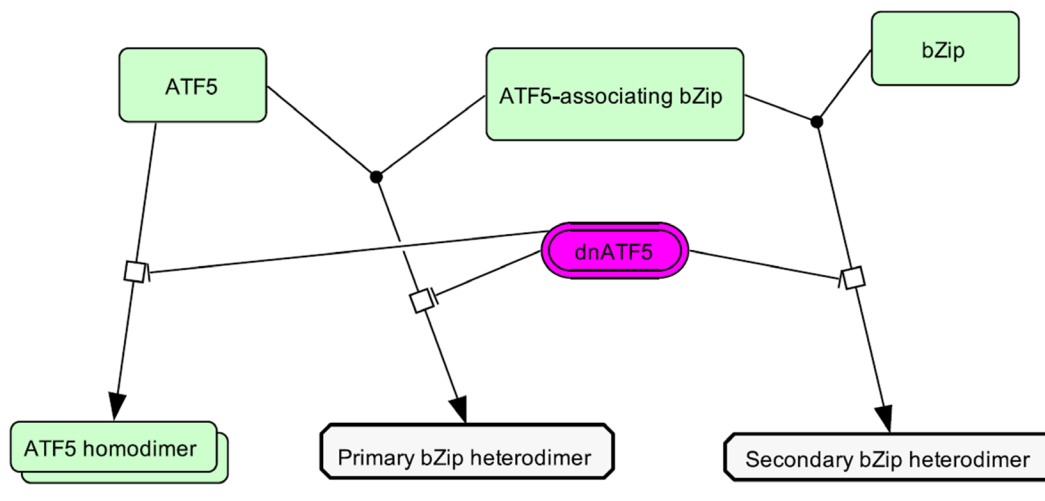 bZip
ATF5
ATF5-associating bZip
dnATF5
ATF5 homodimer
Primary bZip heterodimer
Secondary bZip heterodimer